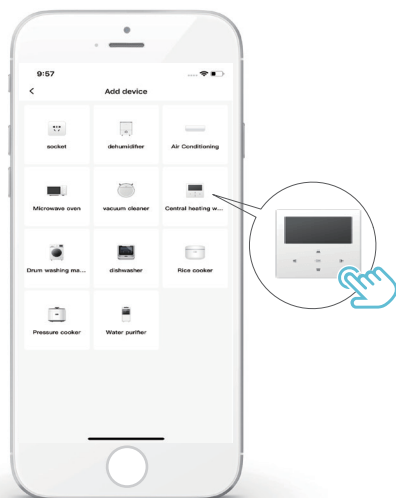 9:57
Add device
socket
dehumidifier
Air Conditioning
Microwave oven
vacuum cleaner
Central heating w...
Drum washing ma...
dishwasher
Rice cooker
Pressure cooker
Water purifier